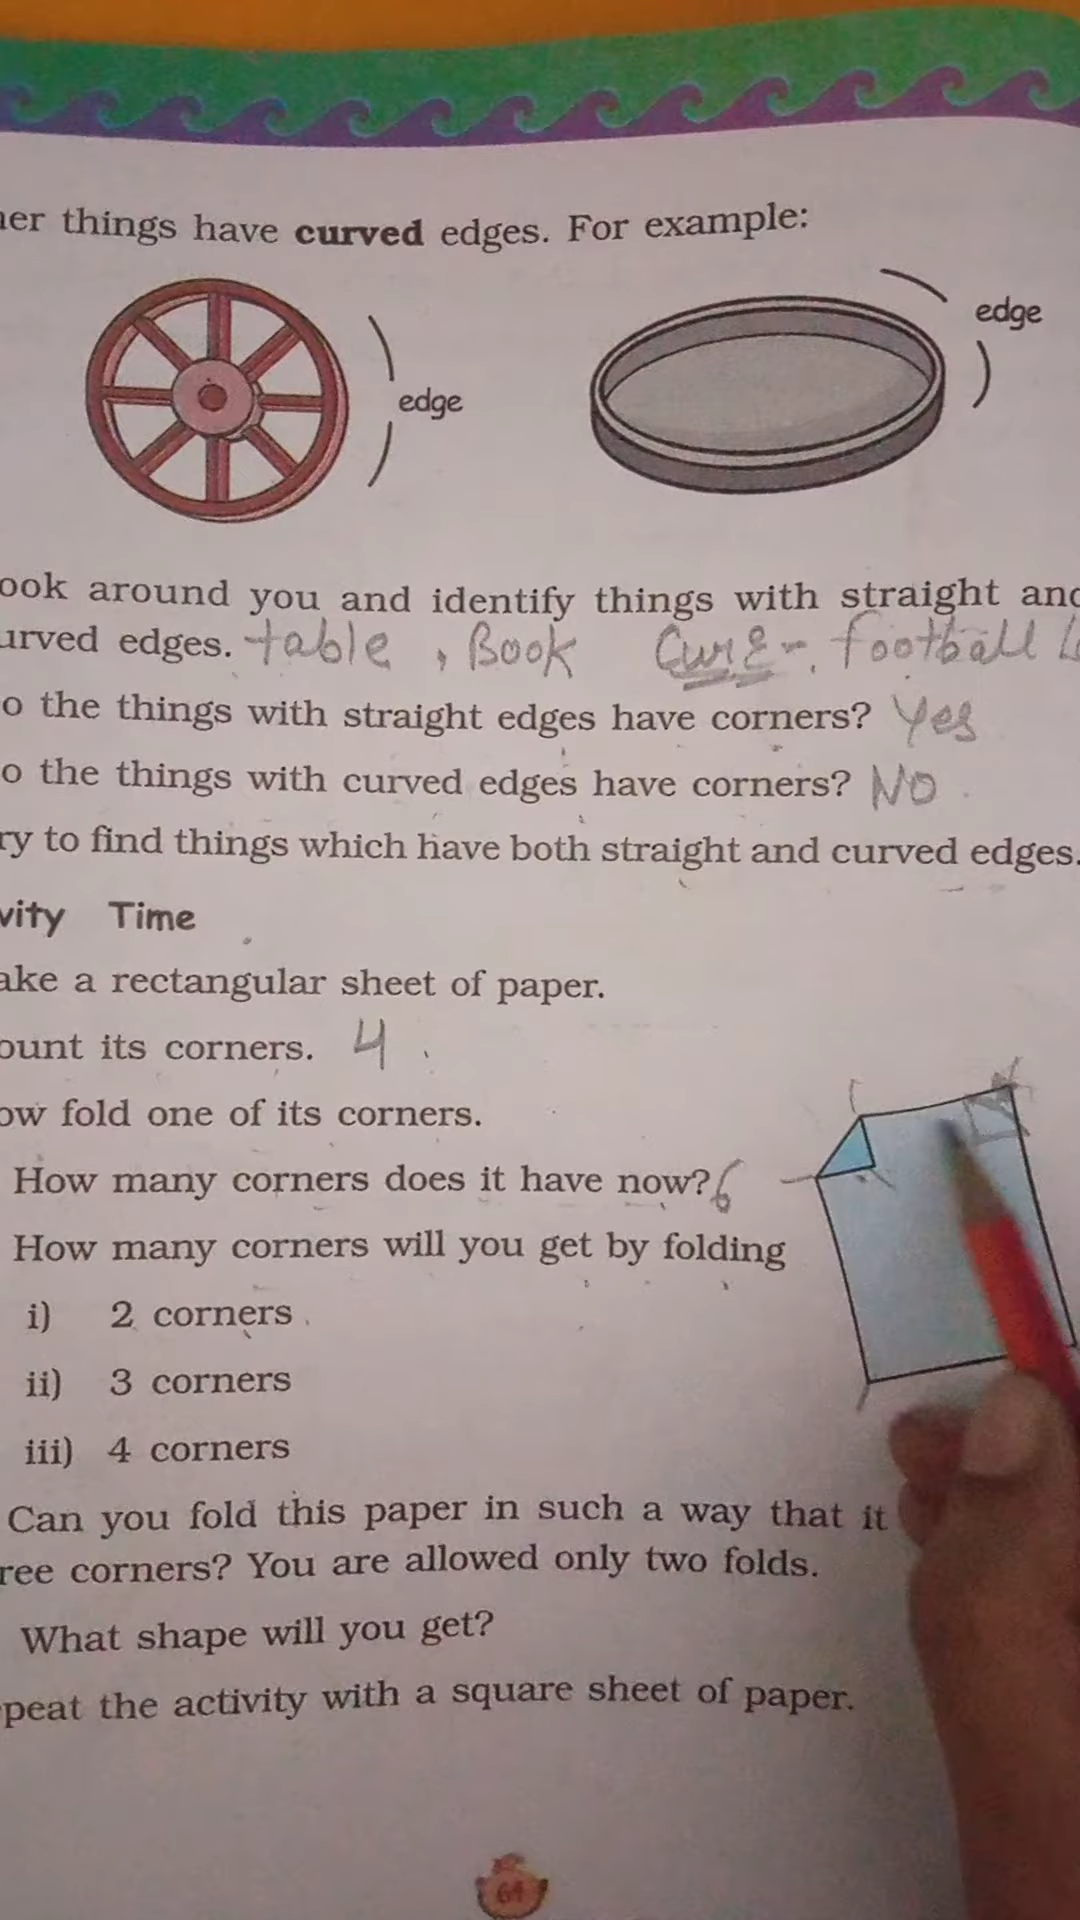 her things have curved edges. For example:
edge
edge
ook around you and identify things with straight and
urved edges. table, Book Curve-. football
o the things with straight edges have corners? Yes
o the things with curved edges have corners? NO.
ry to find things which have both straight and curved edges.
vity Time
ake a rectangular sheet of paper.
ount its corners. 4.
ow fold one of its corners.
How many corners does it have now? 6
How many corners will you get by folding
i) 2 corners
ii) 3 corners
iii) 4 corners
Can you fold this paper in such a way that it
ree corners? You are allowed only two folds.
What shape will you get?
peat the activity with a square sheet of paper.